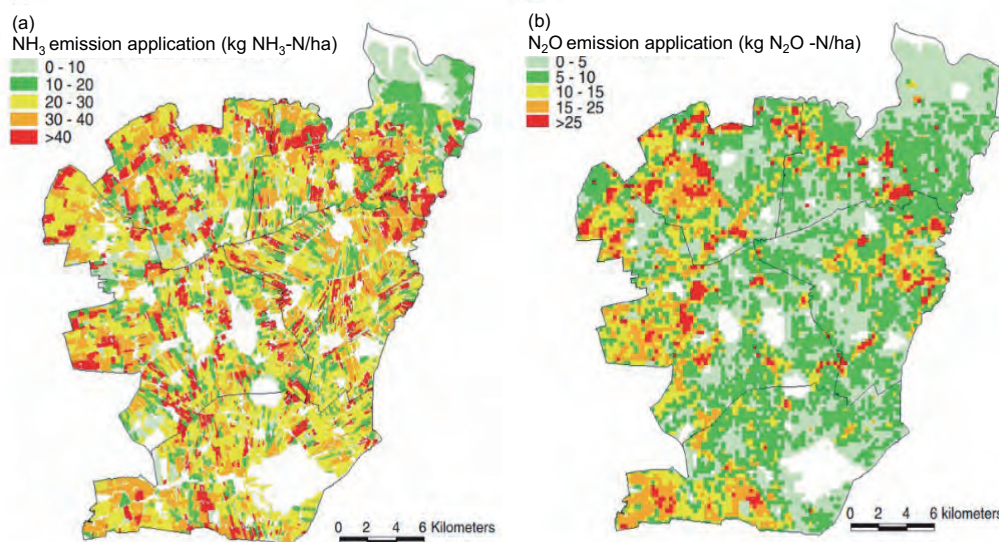 (a)
NH₃ emission application (kg NH₃-N/ha)
0 - 10
10 - 20
20 - 30
30 - 40
>40
0 2 4 6 Kilometers
(b)
N₂O emission application (kg N₂O -N/ha)
0 - 5
5 - 10
10 - 15
15 - 25
>25
0 2 4 6 Kilometers